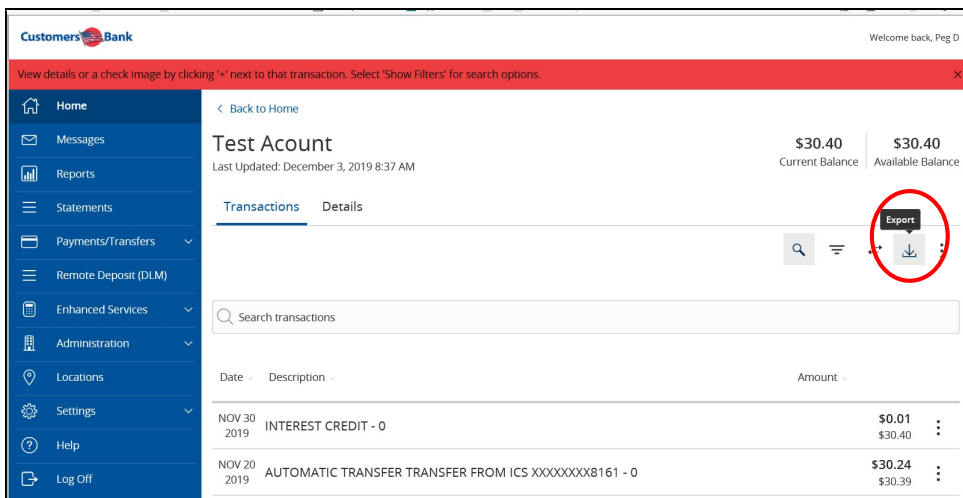 Customers Bank
Welcome back, Peg D
View details or a check image by clicking '+' next to that transaction. Select 'Show Filters' for search options.
Home
Messages
Reports
Statements
Payments/Transfers
Remote Deposit (DLM)
Enhanced Services
Administration
Locations
Settings
Help
Log Off
Back to Home
Test Acount
Last Updated: December 3, 2019 8:37 AM
$30.40
Current Balance
$30.40
Available Balance
Transactions Details
Export
Search transactions
Date Description Amount
NOV 30 2019 INTEREST CREDIT - 0 $0.01
$30.40
NOV 20 2019 AUTOMATIC TRANSFER TRANSFER FROM ICS XXXXXXXX8161 - 0 $30.24
$30.39